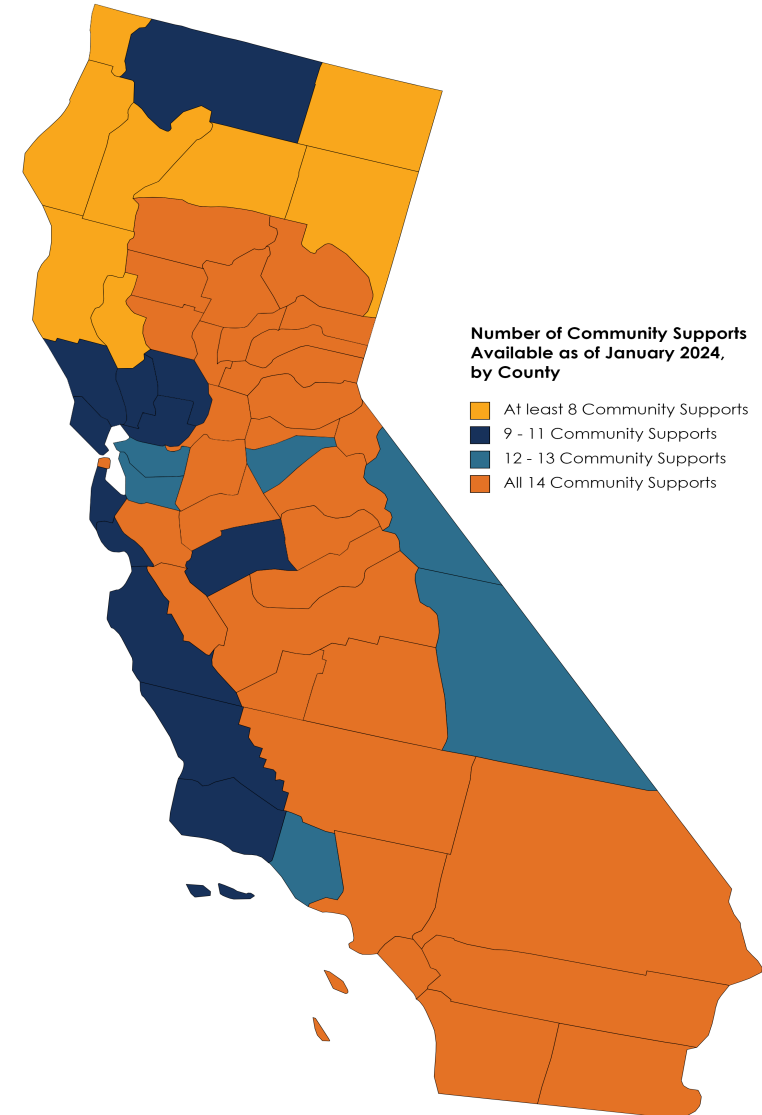 Number of Community Supports
Available as of January 2024,
by County
At least 8 Community Supports
9 - 11 Community Supports
12 - 13 Community Supports
All 14 Community Supports